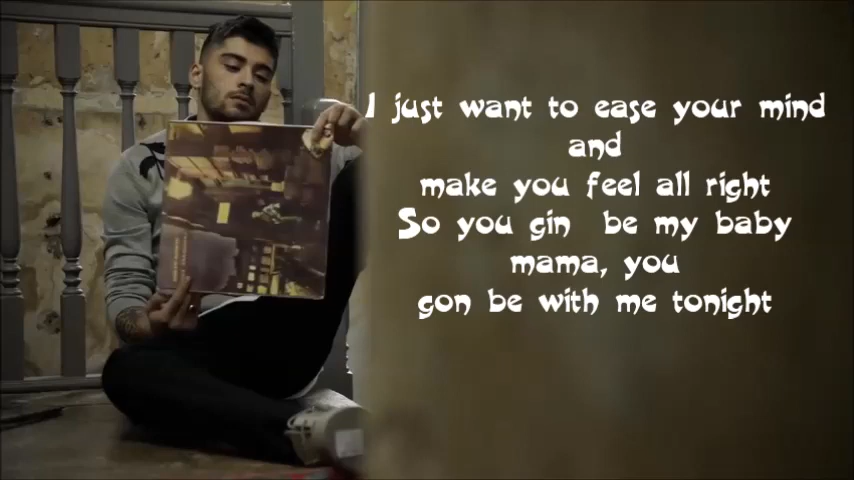 I just want to ease your mind
and
make you feel all right
So you gin be my baby
mama, you
gon be with me tonight